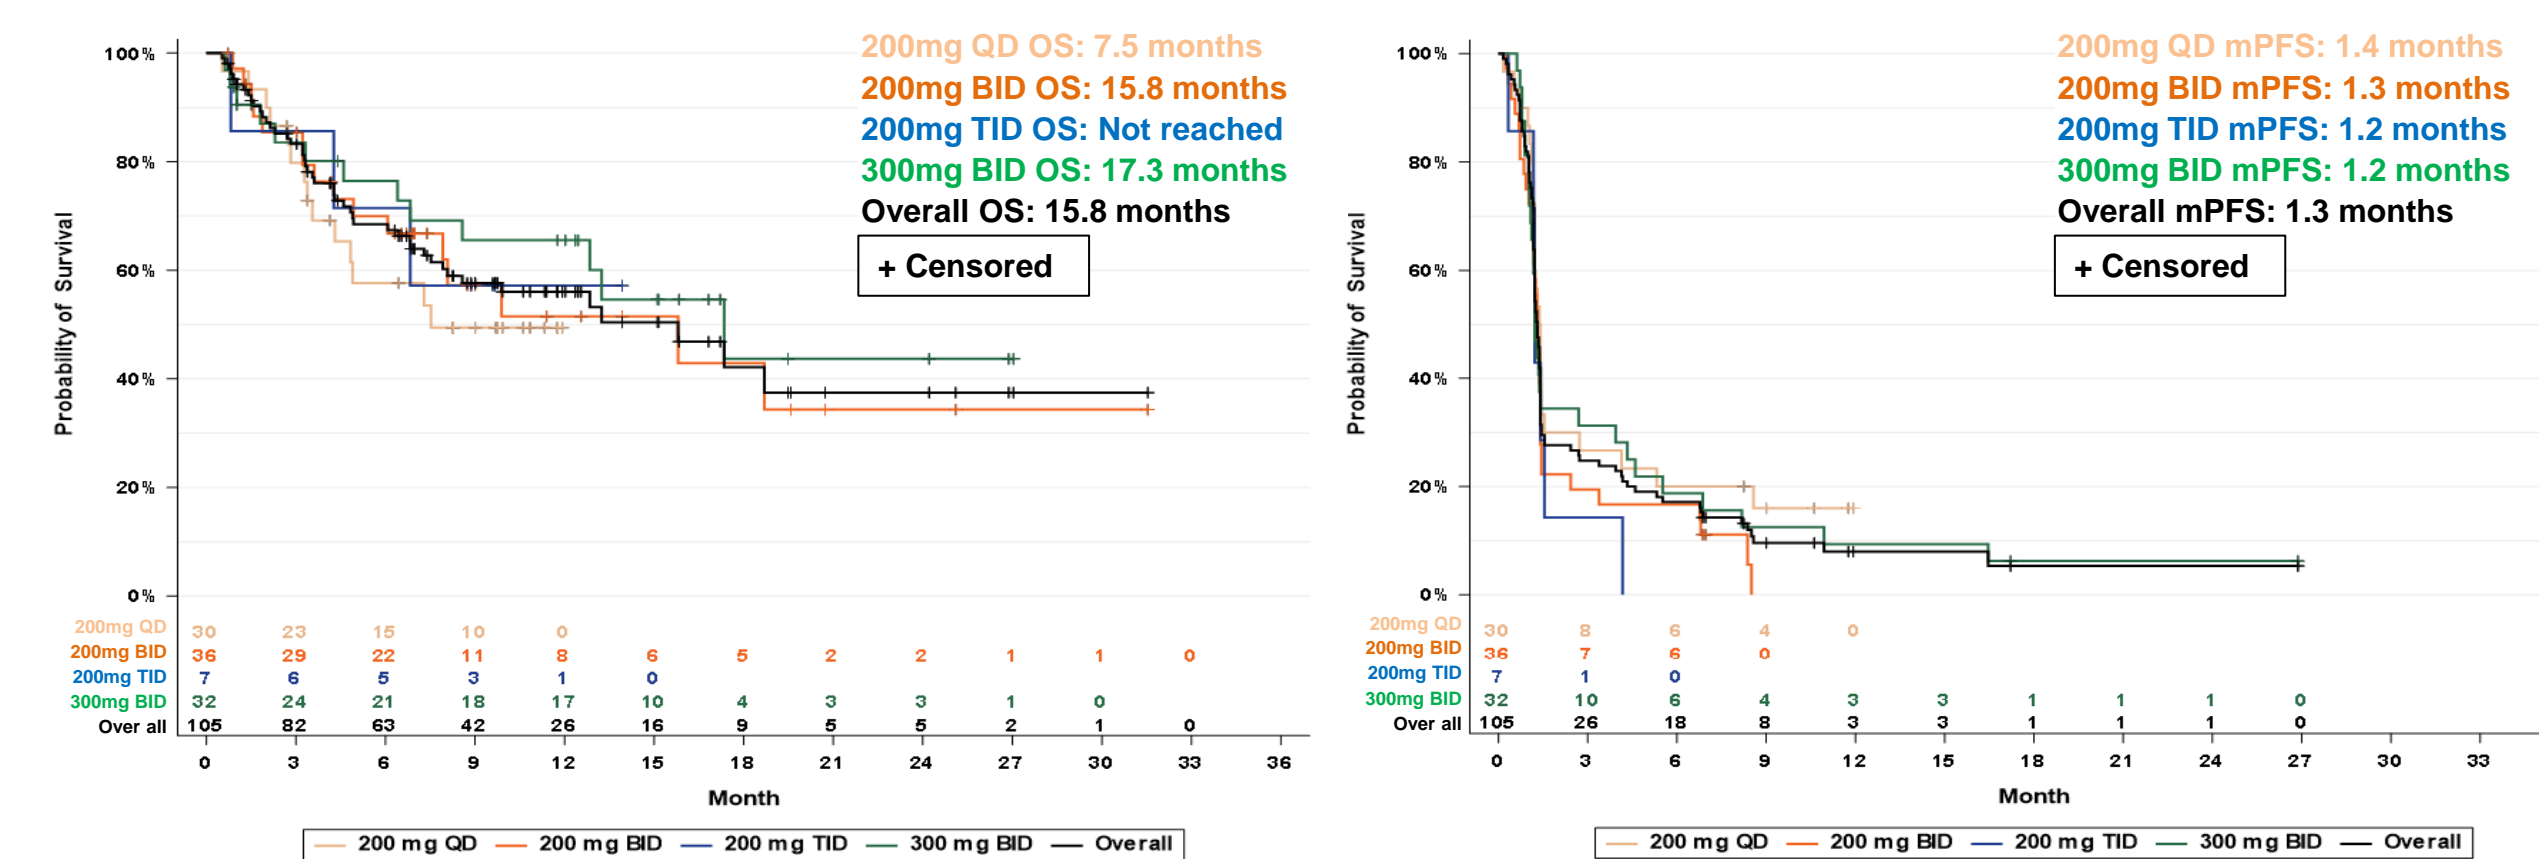 200mg QD OS: 7.5 months
200mg BID OS: 15.8 months
200mg TID OS: Not reached
300mg BID OS: 17.3 months
Overall OS: 15.8 months
+ Censored
Probability of Survival
100%
80%
60%
40%
20%
0%
200mg QD 30 23 15 10 0
200mg BID 36 29 22 11 8 6 5 2 2 1 1 0
200mg TID 7 6 5 3 1 0
300mg BID 32 24 21 18 17 10 4 3 3 1 0
Over all 105 82 63 42 26 16 9 5 5 2 1 0
0 3 6 9 12 15 18 21 24 27 30 33 36
Month
200 mg QD 200 mg BID 200 mg TID 300 mg BID Overall
200mg QD mPFS: 1.4 months
200mg BID mPFS: 1.3 months
200mg TID mPFS: 1.2 months
300mg BID mPFS: 1.2 months
Overall mPFS: 1.3 months
+ Censored
Probability of Survival
100%
80%
60%
40%
20%
0%
200mg QD 30 8 6 4 0
200mg BID 36 7 6 0
200mg TID 7 1 0
300mg BID 32 10 6 4 3 3 1 1 1 0
Over all 105 26 18 8 3 3 1 1 1 0
0 3 6 9 12 15 18 21 24 27 30 33
Month
200 mg QD 200 mg BID 200 mg TID 300 mg BID Overall